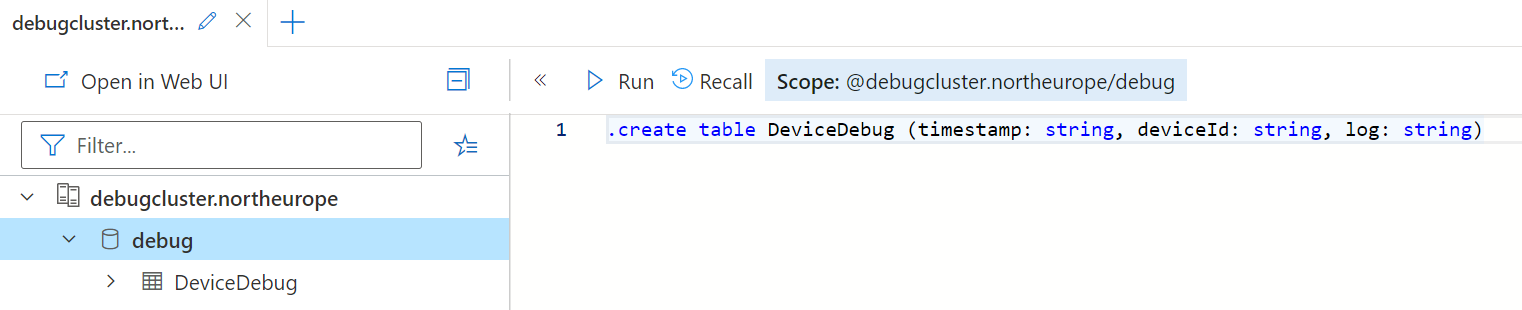 debugcluster.nort...
Open in Web UI
Filter...
debugcluster.northeurope
debug
DeviceDebug
Run Recall Scope: @debugcluster.northeurope/debug
1 .create table DeviceDebug (timestamp: string, deviceId: string, log: string)